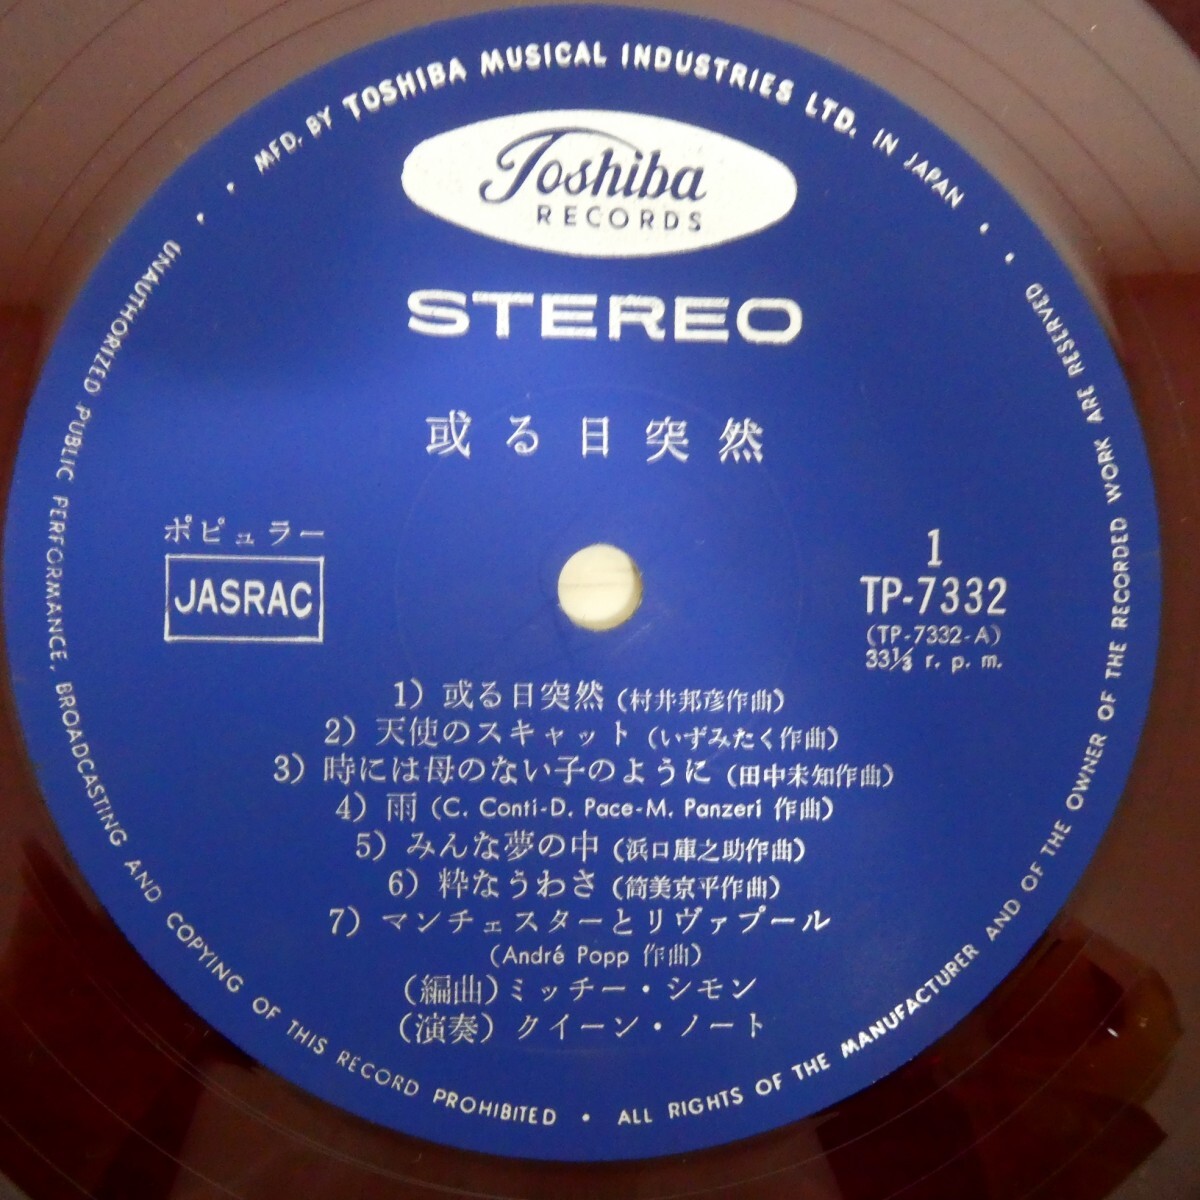 MFD. BY TOSHIBA MUSICAL INDUSTRIES LTD. IN JAPAN
Toshiba
RECORDS
STEREO
或る日突然
ポピュラー
JASRAC
1
TP-7332
(TP-7332-A)
33⅓ r. p. m.
1) 或る日突然 (村井邦彦作曲)
2) 天使のスキャット (いずみたく作曲)
3) 時には母のない子のように (田中未知作曲)
4) 雨 (C. Conti-D. Pace-M. Panzeri 作曲)
5) みんな夢の中 (浜口庫之助作曲)
6) 粋なうわさ (筒美京平作曲)
7) マンチェスターとリヴァプール
(André Popp 作曲)
(編曲) ミッチー・シモン
(演奏) クイーン・ノート
UNAUTHORIZED PUBLIC PERFORMANCE, BROADCASTING AND COPYING OF THIS RECORD PROHIBITED • ALL RIGHTS OF THE MANUFACTURER AND OF THE OWNER OF THE RECORDED WORK ARE RESERVED